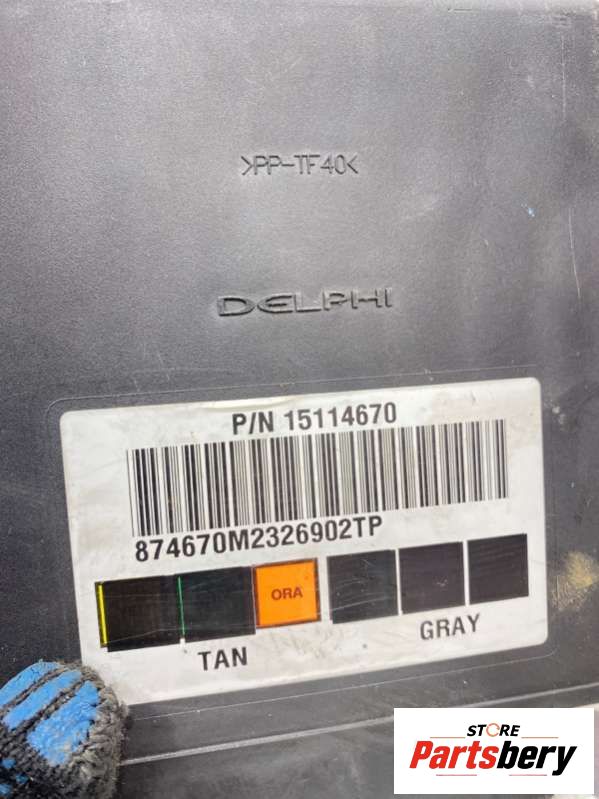 >PP-TF40<
DELPHI
P/N 15114670
874670M2326902TP
ORA
TAN
GRAY
STORE
Partsbery